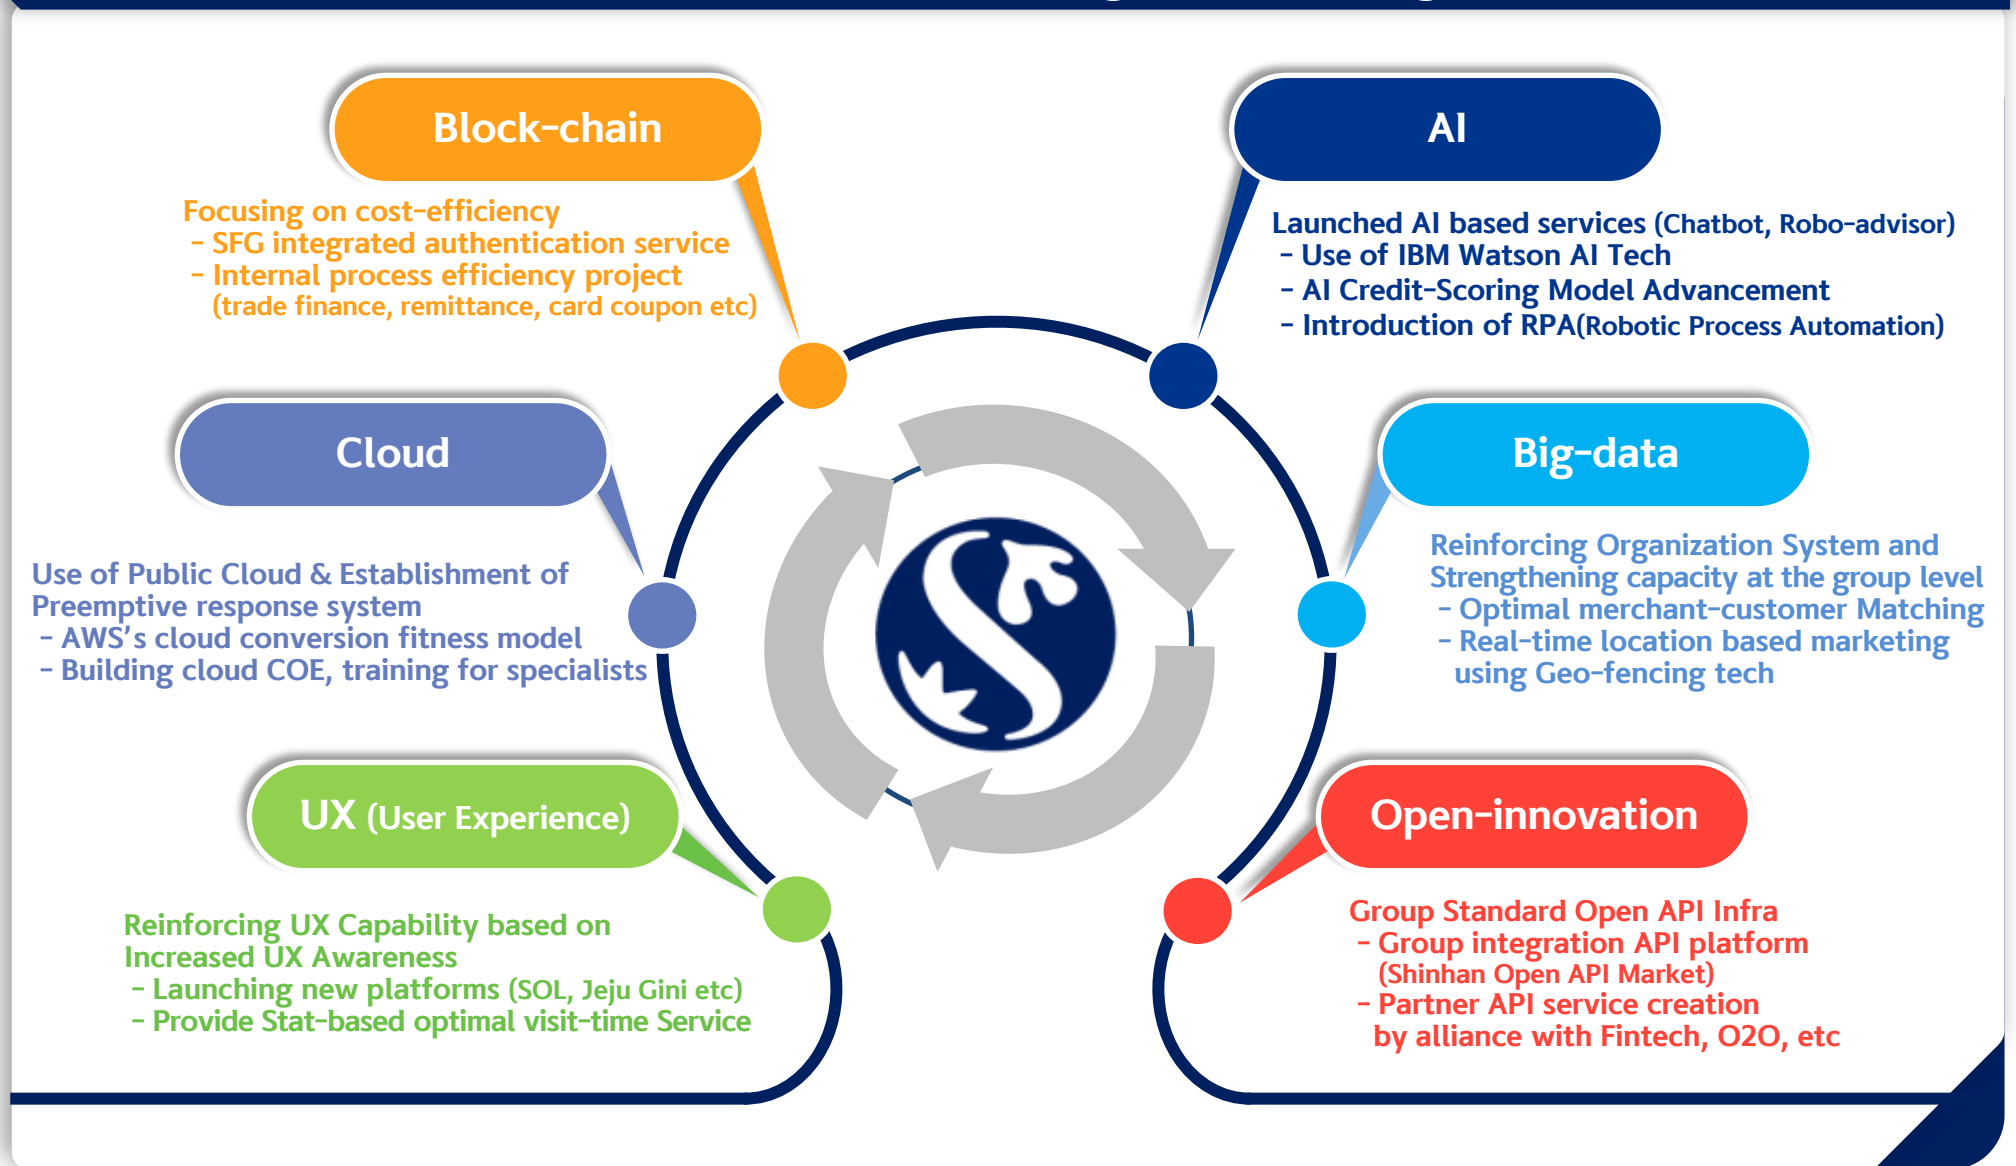 Block-chain
Focusing on cost-efficiency
- SFG integrated authentication service
- Internal process efficiency project
(trade finance, remittance, card coupon etc)
AI
Launched AI based services (Chatbot, Robo-advisor)
- Use of IBM Watson AI Tech
- AI Credit-Scoring Model Advancement
- Introduction of RPA(Robotic Process Automation)
Cloud
Use of Public Cloud & Establishment of
Preemptive response system
- AWS's cloud conversion fitness model
- Building cloud COE, training for specialists
Big-data
Reinforcing Organization System and
Strengthening capacity at the group level
- Optimal merchant-customer Matching
- Real-time location based marketing
using Geo-fencing tech
UX (User Experience)
Reinforcing UX Capability based on
Increased UX Awareness
- Launching new platforms (SOL, Jeju Gini etc)
- Provide Stat-based optimal visit-time Service
Open-innovation
Group Standard Open API Infra
- Group integration API platform
(Shinhan Open API Market)
- Partner API service creation
by alliance with Fintech, O2O, etc